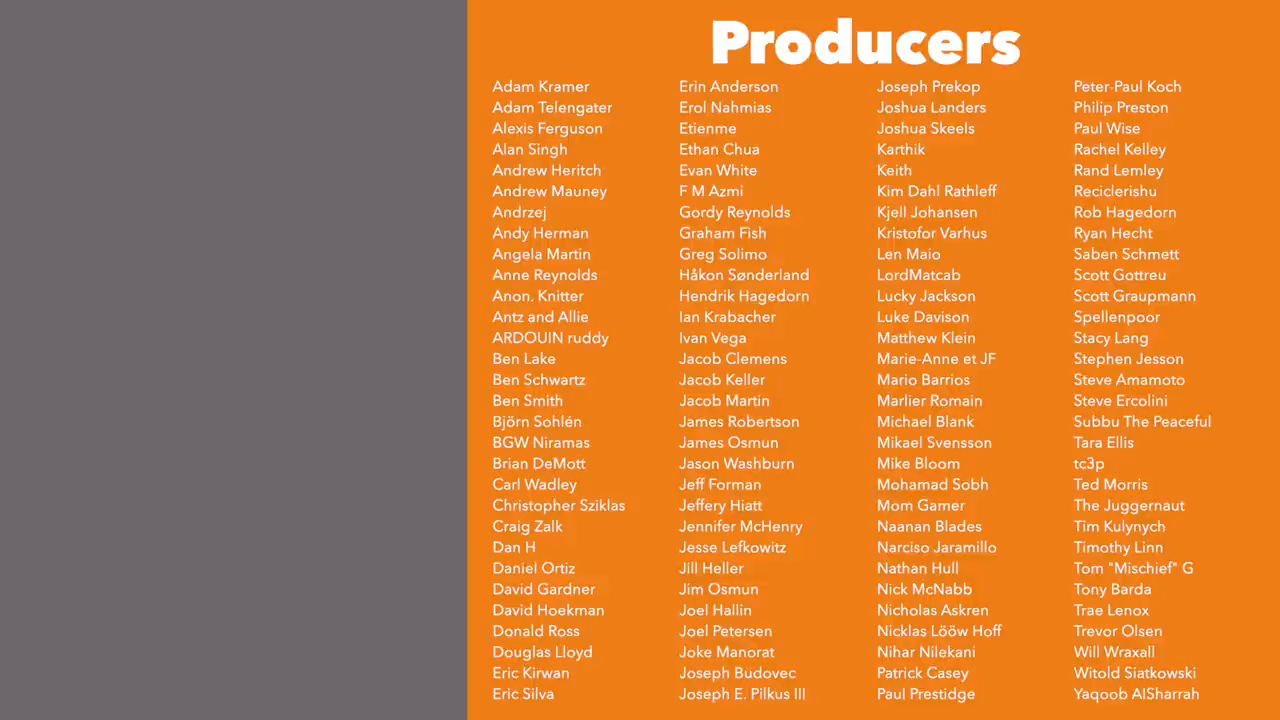 Producers
Adam Kramer
Adam Telengater
Alexis Ferguson
Alan Singh
Andrew Heritch
Andrew Mauney
Andrzej
Andy Herman
Angela Martin
Anne Reynolds
Anon. Knitter
Antz and Allie
ARDOUIN ruddy
Ben Lake
Ben Schwartz
Ben Smith
Björn Sohlén
BGW Niramas
Brian DeMott
Carl Wadley
Christopher Sziklas
Craig Zalk
Dan H
Daniel Ortiz
David Gardner
David Hoekman
Donald Ross
Douglas Lloyd
Eric Kirwan
Eric Silva
Erin Anderson
Erol Nahmias
Etienme
Ethan Chua
Evan White
F M Azmi
Gordy Reynolds
Graham Fish
Greg Solimo
Håkon Sønderland
Hendrik Hagedorn
Ian Krabacher
Ivan Vega
Jacob Clemens
Jacob Keller
Jacob Martin
James Robertson
James Osmun
Jason Washburn
Jeff Forman
Jeffery Hiatt
Jennifer McHenry
Jesse Lefkowitz
Jill Heller
Jim Osmun
Joel Hallin
Joel Petersen
Joke Manorat
Joseph Budovec
Joseph E. Pilkus III
Joseph Prekop
Joshua Landers
Joshua Skeels
Karthik
Keith
Kim Dahl Rathleff
Kjell Johansen
Kristofor Varhus
Len Maio
LordMatcab
Lucky Jackson
Luke Davison
Matthew Klein
Marie-Anne et JF
Mario Barrios
Marlier Romain
Michael Blank
Mikael Svensson
Mike Bloom
Mohamad Sobh
Mom Gamer
Naanan Blades
Narciso Jaramillo
Nathan Hull
Nick McNabb
Nicholas Askren
Nicklas Lööw Hoff
Nihar Nilekani
Patrick Casey
Paul Prestidge
Peter-Paul Koch
Philip Preston
Paul Wise
Rachel Kelley
Rand Lemley
Reciclerishu
Rob Hagedorn
Ryan Hecht
Saben Schmett
Scott Gottreu
Scott Graupmann
Spellenpoor
Stacy Lang
Stephen Jesson
Steve Amamoto
Steve Ercolini
Subbu The Peaceful
Tara Ellis
tc3p
Ted Morris
The Juggernaut
Tim Kulynych
Timothy Linn
Tom "Mischief" G
Tony Barda
Trae Lenox
Trevor Olsen
Will Wraxall
Witold Siatkowski
Yaqoob AlSharrah